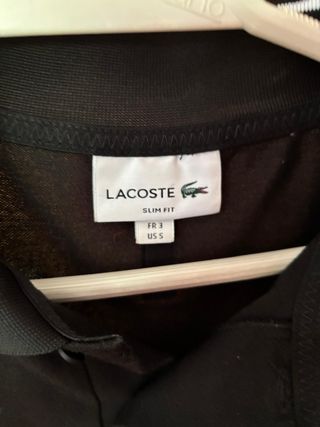 LACOSTE
SLIM FIT
FR 3
US S